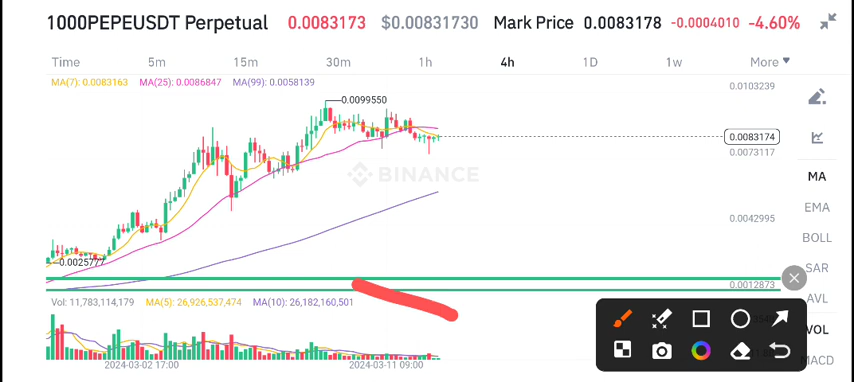 1000PEPEUSDT Perpetual 0.0083173 $0.00831730 Mark Price 0.0083178 -0.0004010 -4.60%
Time 5m 15m 30m 1h 4h 1D 1w More
MA(7): 0.0083163 MA(25): 0.0086847 MA(99): 0.0058139
0.0103239
0.0099550
0.0083174
0.0073117
BINANCE
MA
0.0042995
EMA
BOLL
0.002577
SAR
0.0012873
AVL
Vol: 11,783,114,179 MA(5): 26,926,537,474 MA(10): 26,182,160,501
VOL
MACD
2024-03-02 17:00 2024-03-11 09:00